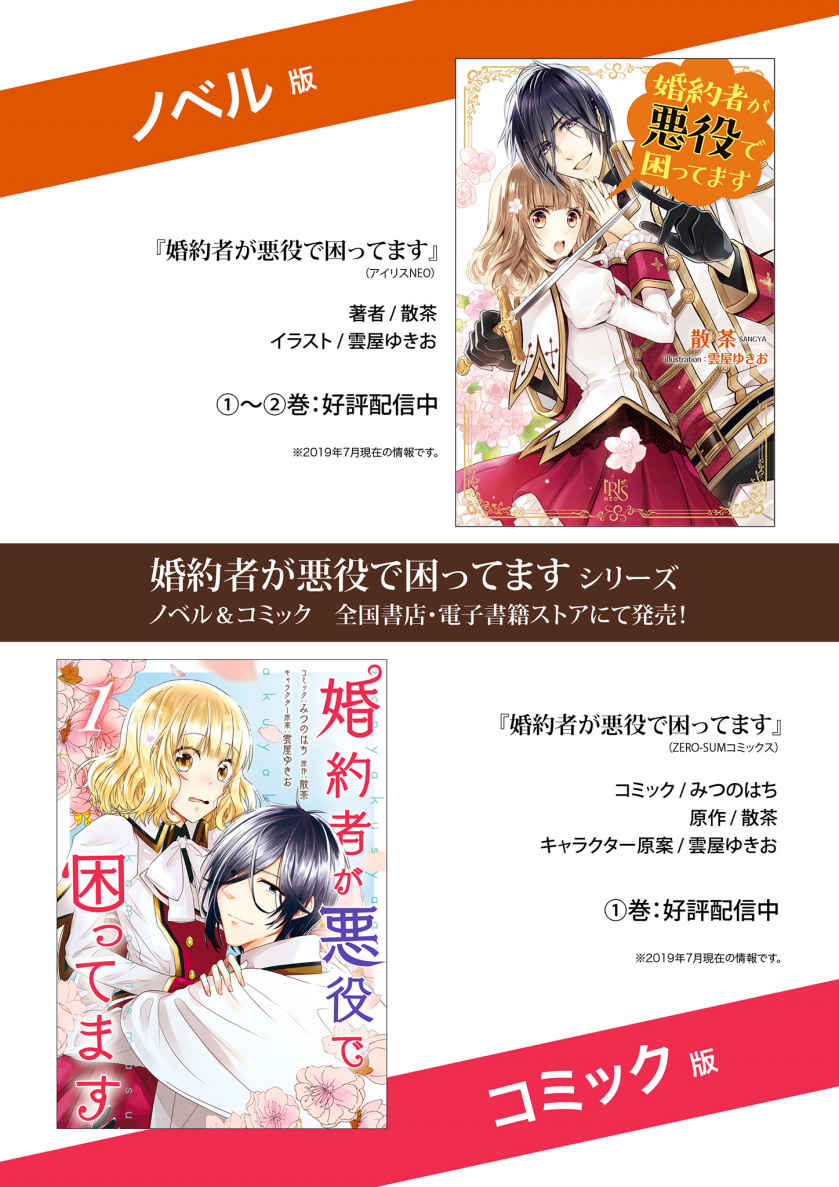 ノベル 版
婚約者が
悪役で
困ってます
『婚約者が悪役で困ってます』
(アイリスNEO)
著者 / 散茶
イラスト / 雲屋ゆきお
①〜②巻：好評配信中
※2019年7月現在の情報です。
散茶 SANCYA
illustration：雲屋ゆきお
IRIS
NEO
婚約者が悪役で困ってます シリーズ
ノベル＆コミック　全国書店・電子書籍ストアにて発売！
1
婚約者が悪役で
困ってます
コミック：みつのはち 原作：散茶
キャラクター原案：雲屋ゆきお
『婚約者が悪役で困ってます』
(ZERO-SUMコミックス)
コミック / みつのはち
原作 / 散茶
キャラクター原案 / 雲屋ゆきお
①巻：好評配信中
※2019年7月現在の情報です。
コミック 版